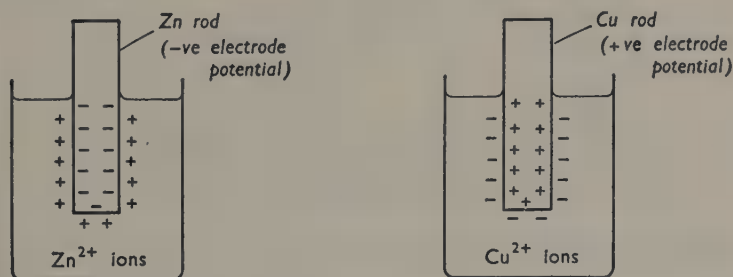 Zn rod
(−ve electrode
potential)
Cu rod
(+ve electrode
potential)
Zn²⁺ ions
Cu²⁺ ions